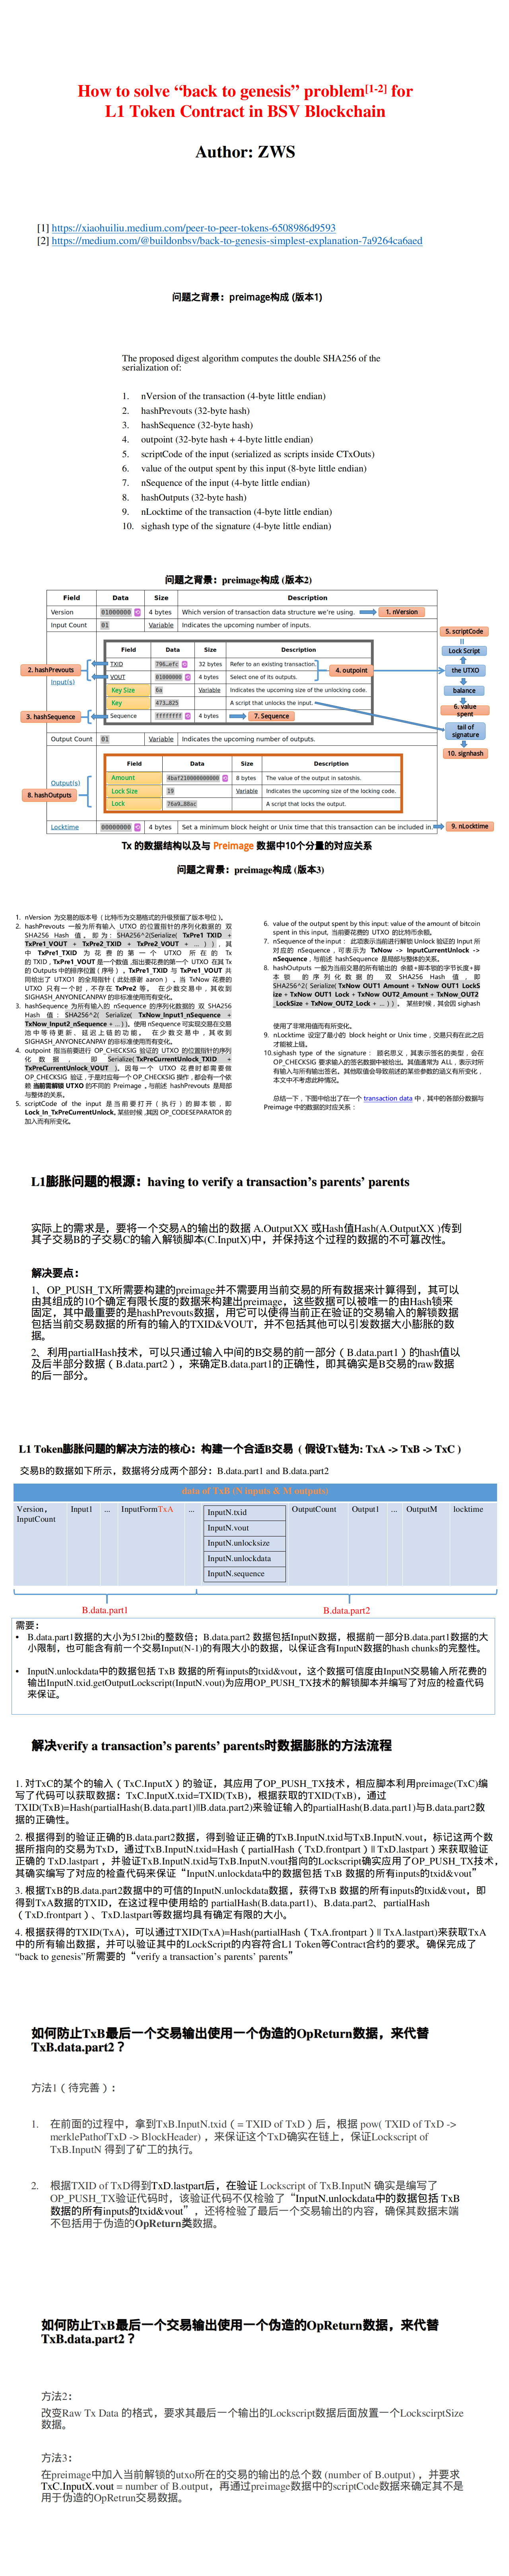 How to solve “back to genesis” problem[1-2] for
L1 Token Contract in BSV Blockchain
Author: ZWS
[1] https://xiaohuiliu.medium.com/peer-to-peer-tokens-6508986d9593
[2] https://medium.com/@buildonbsv/back-to-genesis-simplest-explanation-7a9264ca6aed
问题之背景：preimage构成 (版本1)
The proposed digest algorithm computes the double SHA256 of the
serialization of:
1. nVersion of the transaction (4-byte little endian)
2. hashPrevouts (32-byte hash)
3. hashSequence (32-byte hash)
4. outpoint (32-byte hash + 4-byte little endian)
5. scriptCode of the input (serialized as scripts inside CTxOuts)
6. value of the output spent by this input (8-byte little endian)
7. nSequence of the input (4-byte little endian)
8. hashOutputs (32-byte hash)
9. nLocktime of the transaction (4-byte little endian)
10. sighash type of the signature (4-byte little endian)
问题之背景：preimage构成 (版本2)
Field Data Size Description
Version 01000000 4 bytes Which version of transaction data structure we're using. 1. nVersion
Input Count 01 Variable Indicates the upcoming number of inputs.
5. scriptCode
||
Lock Script
the UTXO
balance
6. value spent
tail of signature
10. signhash
2. hashPrevouts
Input(s)
3. hashSequence
Field Data Size Description
TXID 796…efc 32 bytes Refer to an existing transaction.
VOUT 01000000 4 bytes Select one of its outputs.
4. outpoint
Key Size 6a Variable Indicates the upcoming size of the unlocking code.
Key 473…825 A script that unlocks the input.
Sequence ffffffff 4 bytes 7. Sequence
Output Count 01 Variable Indicates the upcoming number of outputs.
Output(s)
8. hashOutputs
Field Data Size Description
Amount 4baf210000000000 8 bytes The value of the output in satoshis.
Lock Size 19 Variable Indicates the upcoming size of the locking code.
Lock 76a9…88ac A script that locks the output.
Locktime 00000000 4 bytes Set a minimum block height or Unix time that this transaction can be included in. 9. nLocktime
Tx 的数据结构以及与 Preimage 数据中10个分量的对应关系
问题之背景：preimage构成 (版本3)
1. nVersion 为交易的版本号（比特币为交易格式的升级预留了版本号位）。
2. hashPrevouts 一般为所有输入 UTXO 的位置指针的序列化数据的 双
SHA256 Hash 值。即为：SHA256^2(Serialize( TxPre1_TXID +
TxPre1_VOUT + TxPre2_TXID + TxPre2_VOUT + ... ) )，其
中 TxPre1_TXID 为 花 费 的 第 一 个 UTXO 所 在 的 Tx
的 TXID，TxPre1_VOUT 是一个数值，指出要花费的第一个 UTXO 在其 Tx
的 Outputs 中的排序位置（序号）。TxPre1_TXID 与 TxPre1_VOUT 共
同给出了 UTXO1 的全局指针（此处感谢 aaron）。当 TxNow 花费的
UTXO 只有一个时，不存在 TxPre2 等。 在少数交易中，其收到
SIGHASH_ANYONECANPAY 的非标准使用而有变化。
3. hashSequence 为所有输入的 nSequence 的序列化数据的 双 SHA256
Hash 值：SHA256^2( Serialize( TxNow_Input1_nSequence +
TxNow_Input2_nSequence + ... ) )。使用 nSequence 可实现交易在交易
池中等待更新、延迟上链的功能。 在少数交易中，其收到
SIGHASH_ANYONECANPAY 的非标准使用而有变化。
4. outpoint 指当前要进行 OP_CHECKSIG 验证的 UTXO 的位置指针的序列
化 数 据 ， 即 Serialize(TxPreCurrentUnlock_TXID +
TxPreCurrentUnlock_VOUT )。因每一个 UTXO 花费时都需要做
OP_CHECKSIG 验证，于是对应每一个 OP_CHECKSIG 操作，都会有一个依
赖 当前需解锁 UTXO 的不同的 Preimage 。与前述 hashPrevouts 是局部
与整体的关系。
5. scriptCode of the input 是当前要打开（执行）的脚本锁，即
Lock_In_TxPreCurrentUnlock。某些时候，其因 OP_CODESEPARATOR 的
加入而有所变化。
6. value of the output spent by this input: value of the amount of bitcoin
spent in this input, 当前要花费的 UTXO 的比特币余额。
7. nSequence of the input： 此项表示当前进行解锁 Unlock 验证的 Input 所
对应的 nSequence，可表示为 TxNow -> InputCurrentUnlock ->
nSequence，与前述 hashSequence 是局部与整体的关系。
8. hashOutputs 一般为当前交易的所有输出的 余额+脚本锁的字节长度+脚
本 锁 的序列化数据的 双 SHA256 Hash 值，即
SHA256^2( Serialize( TxNow OUT1 Amount + TxNow OUT1 LockS
ize + TxNow OUT1 Lock + TxNow OUT2_Amount + TxNow_OUT2
_LockSize + TxNow_OUT2_Lock + ... ) ) 。 某些时候，其会因 sighash
使用了非常用值而有所变化。
9. nLocktime 设定了最小的 block height or Unix time，交易只有在此之后
才能被上链。
10.sighash type of the signature： 顾名思义，其表示签名的类型，会在
OP_CHECKSIG 要求输入的签名数据中被给出。其值通常为 ALL，表示对所
有输入与所有输出签名。其他取值会导致前述的某些参数的涵义有所变化，
本文中不考虑此种情况。
总结一下，下图中给出了在一个 transaction data 中，其中的各部分数据与
Preimage 中的数据的对应关系：
L1膨胀问题的根源：having to verify a transaction’s parents’ parents
实际上的需求是，要将一个交易A的输出的数据 A.OutputXX 或Hash值Hash(A.OutputXX )传到
其子交易B的子交易C的输入解锁脚本(C.InputX)中，并保持这个过程的数据的不可篡改性。
解决要点：
1、OP_PUSH_TX所需要构建的preimage并不需要用当前交易的所有数据来计算得到，其可以
由其组成的10个确定有限长度的数据来构建出preimage，这些数据可以被唯一的由Hash锁来
固定，其中最重要的是hashPrevouts数据，用它可以使得当前正在验证的交易输入的解锁数据
包括当前交易数据的所有的输入的TXID&VOUT，并不包括其他可以引发数据大小膨胀的数
据。
2、利用partialHash技术，可以只通过输入中间的B交易的前一部分（B.data.part1）的hash值以
及后半部分数据（B.data.part2），来确定B.data.part1的正确性，即其确实是B交易的raw数据
的后一部分。
L1 Token膨胀问题的解决方法的核心：构建一个合适B交易（ 假设Tx链为: TxA -> TxB -> TxC ）
交易B的数据如下所示，数据将分成两个部分：B.data.part1 and B.data.part2
data of TxB (N inputs & M outputs)
Version，
InputCount
Input1 ... InputFormTxA ...
InputN.txid
InputN.vout
InputN.unlocksize
InputN.unlockdata
InputN.sequence
OutputCount Output1 ... OutputM locktime
B.data.part1 B.data.part2
需要：
• B.data.part1数据的大小为512bit的整数倍；B.data.part2 数据包括InputN数据，根据前一部分B.data.part1数据的大
小限制，也可能含有前一个交易Input(N-1)的有限大小的数据，以保证含有InputN数据的hash chunks的完整性。
• InputN.unlockdata中的数据包括 TxB 数据的所有inputs的txid&vout，这个数据可信度由InputN交易输入所花费的
输出InputN.txid.getOutputLockscript(InputN.vout)为应用OP_PUSH_TX技术的解锁脚本并编写了对应的检查代码
来保证。
解决verify a transaction’s parents’ parents时数据膨胀的方法流程
1. 对TxC的某个的输入（TxC.InputX）的验证，其应用了OP_PUSH_TX技术，相应脚本利用preimage(TxC)编
写了代码可以获取数据：TxC.InputX.txid=TXID(TxB)，根据获取的TXID(TxB)，通过
TXID(TxB)=Hash(partialHash(B.data.part1)||B.data.part2)来验证输入的partialHash(B.data.part1)与B.data.part2数
据的正确性。
2. 根据得到的验证正确的B.data.part2数据，得到验证正确的TxB.InputN.txid与TxB.InputN.vout，标记这两个数
据所指向的交易为TxD，通过TxB.InputN.txid=Hash（partialHash（TxD.frontpart）|| TxD.lastpart）来获取验证
正确的 TxD.lastpart ，并验证TxB.InputN.txid与TxB.InputN.vout指向的Lockscript确实应用了OP_PUSH_TX技术，
其确实编写了对应的检查代码来保证“InputN.unlockdata中的数据包括 TxB 数据的所有inputs的txid&vout”
3. 根据TxB的B.data.part2数据中的可信的InputN.unlockdata数据，获得TxB 数据的所有inputs的txid&vout，即
得到TxA数据的TXID，在这过程中使用给的 partialHash(B.data.part1)、B.data.part2、partialHash
（TxD.frontpart）、TxD.lastpart等数据均具有确定有限的大小。
4. 根据获得的TXID(TxA)，可以通过TXID(TxA)=Hash(partialHash（TxA.frontpart）|| TxA.lastpart)来获取TxA
中的所有输出数据，并可以验证其中的LockScript的内容符合L1 Token等Contract合约的要求。 确保完成了
“back to genesis”所需要的“verify a transaction’s parents’ parents”
如何防止TxB最后一个交易输出使用一个伪造的OpReturn数据，来代替
TxB.data.part2？
方法1（待完善）：
1. 在前面的过程中，拿到TxB.InputN.txid（= TXID of TxD）后，根据 pow( TXID of TxD ->
merklePathofTxD -> BlockHeader) ，来保证这个TxD确实在链上，保证Lockscript of
TxB.InputN 得到了矿工的执行。
2. 根据TXID of TxD得到TxD.lastpart后，在验证 Lockscript of TxB.InputN 确实是编写了
OP_PUSH_TX验证代码时，该验证代码不仅检验了“InputN.unlockdata中的数据包括 TxB
数据的所有inputs的txid&vout”，还将检验了最后一个交易输出的内容，确保其数据末端
不包括用于伪造的OpReturn类数据。
如何防止TxB最后一个交易输出使用一个伪造的OpReturn数据，来代替
TxB.data.part2？
方法2：
改变Raw Tx Data 的格式，要求其最后一个输出的Lockscript数据后面放置一个LockscirptSize
数据。
方法3：
在preimage中加入当前解锁的utxo所在的交易的输出的总个数 (number of B.output) ，并要求
TxC.InputX.vout = number of B.output，再通过preimage数据中的scriptCode数据来确定其不是
用于伪造的OpRetrun交易数据。